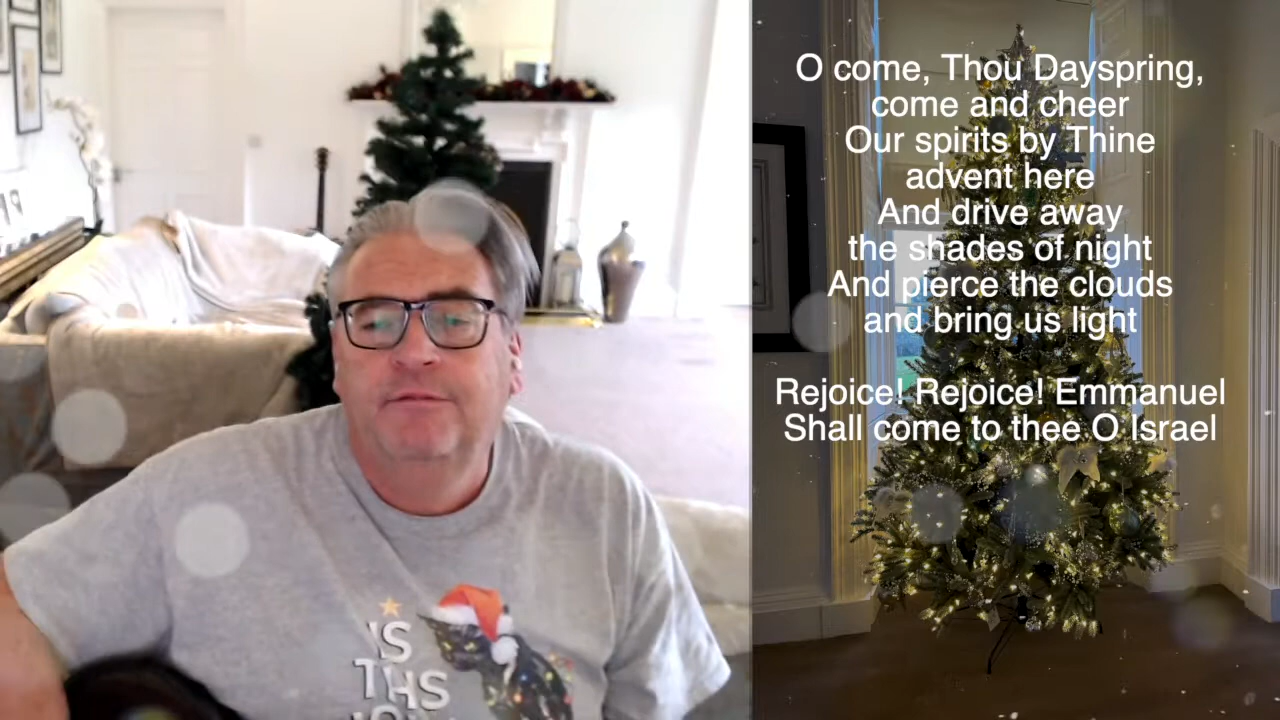 O come, Thou Dayspring,
come and cheer
Our spirits by Thine
advent here
And drive away
the shades of night
And pierce the clouds
and bring us light
Rejoice! Rejoice! Emmanuel
Shall come to thee O Israel
IS